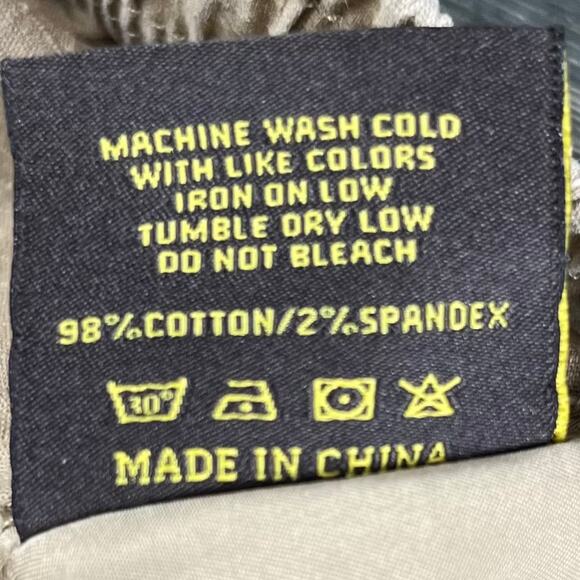 MACHINE WASH COLD
WITH LIKE COLORS
IRON ON LOW
TUMBLE DRY LOW
DO NOT BLEACH
98%COTTON/2%SPANDEX
30°
MADE IN CHINA